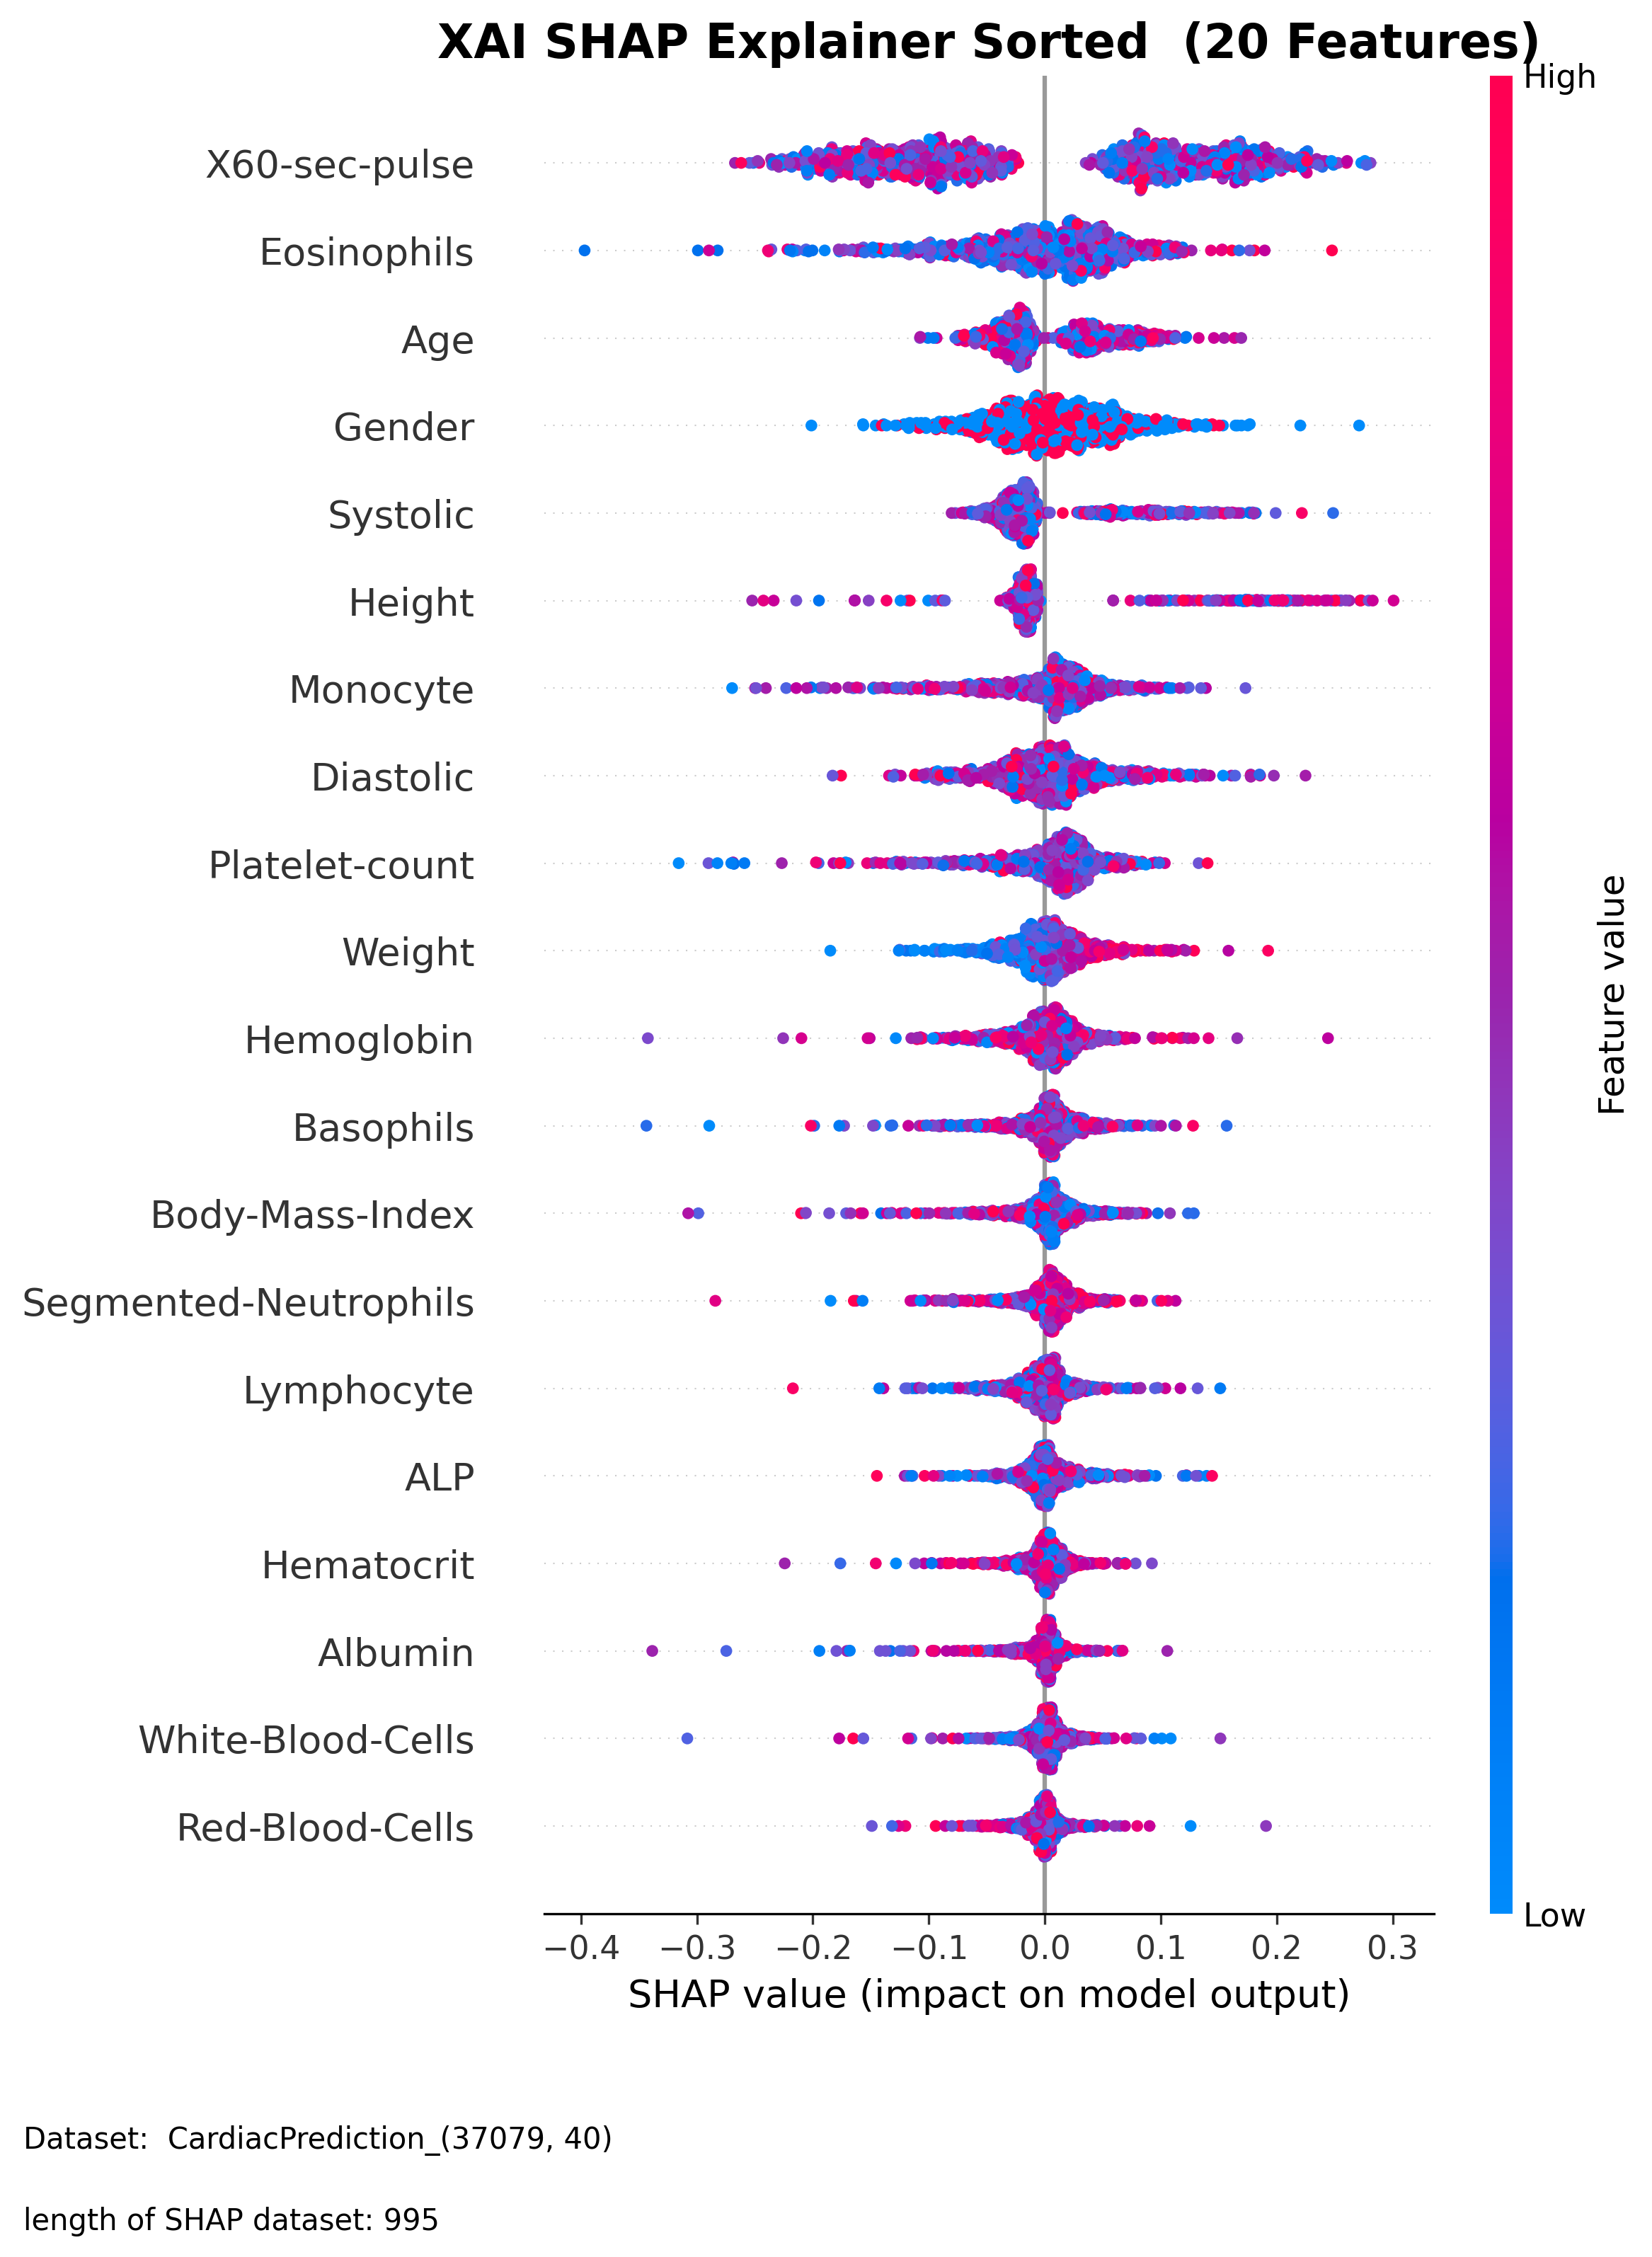 XAI SHAP Explainer Sorted  (20 Features)
High
X60-sec-pulse
Eosinophils
Age
Gender
Systolic
Height
Monocyte
Diastolic
Platelet-count
Weight
Hemoglobin
Basophils
Body-Mass-Index
Segmented-Neutrophils
Lymphocyte
ALP
Hematocrit
Albumin
White-Blood-Cells
Red-Blood-Cells
Feature value
Low
−0.4 −0.3 −0.2 −0.1 0.0 0.1 0.2 0.3
SHAP value (impact on model output)
Dataset:  CardiacPrediction_(37079, 40)
length of SHAP dataset: 995